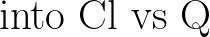 into Cl vs Q